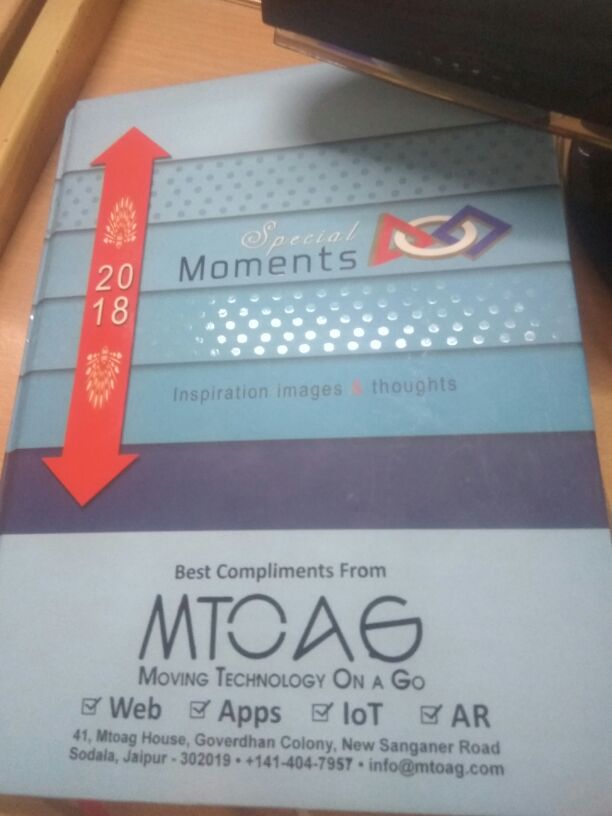 20
18
Special
Moments
Inspiration images & thoughts
Best Compliments From
MTOAG
MOVING TECHNOLOGY ON A GO
Web Apps IoT AR
41, Mtoag House, Goverdhan Colony, New Sanganer Road
Sodala, Jaipur - 302019 • +141-404-7957 • info@mtoag.com